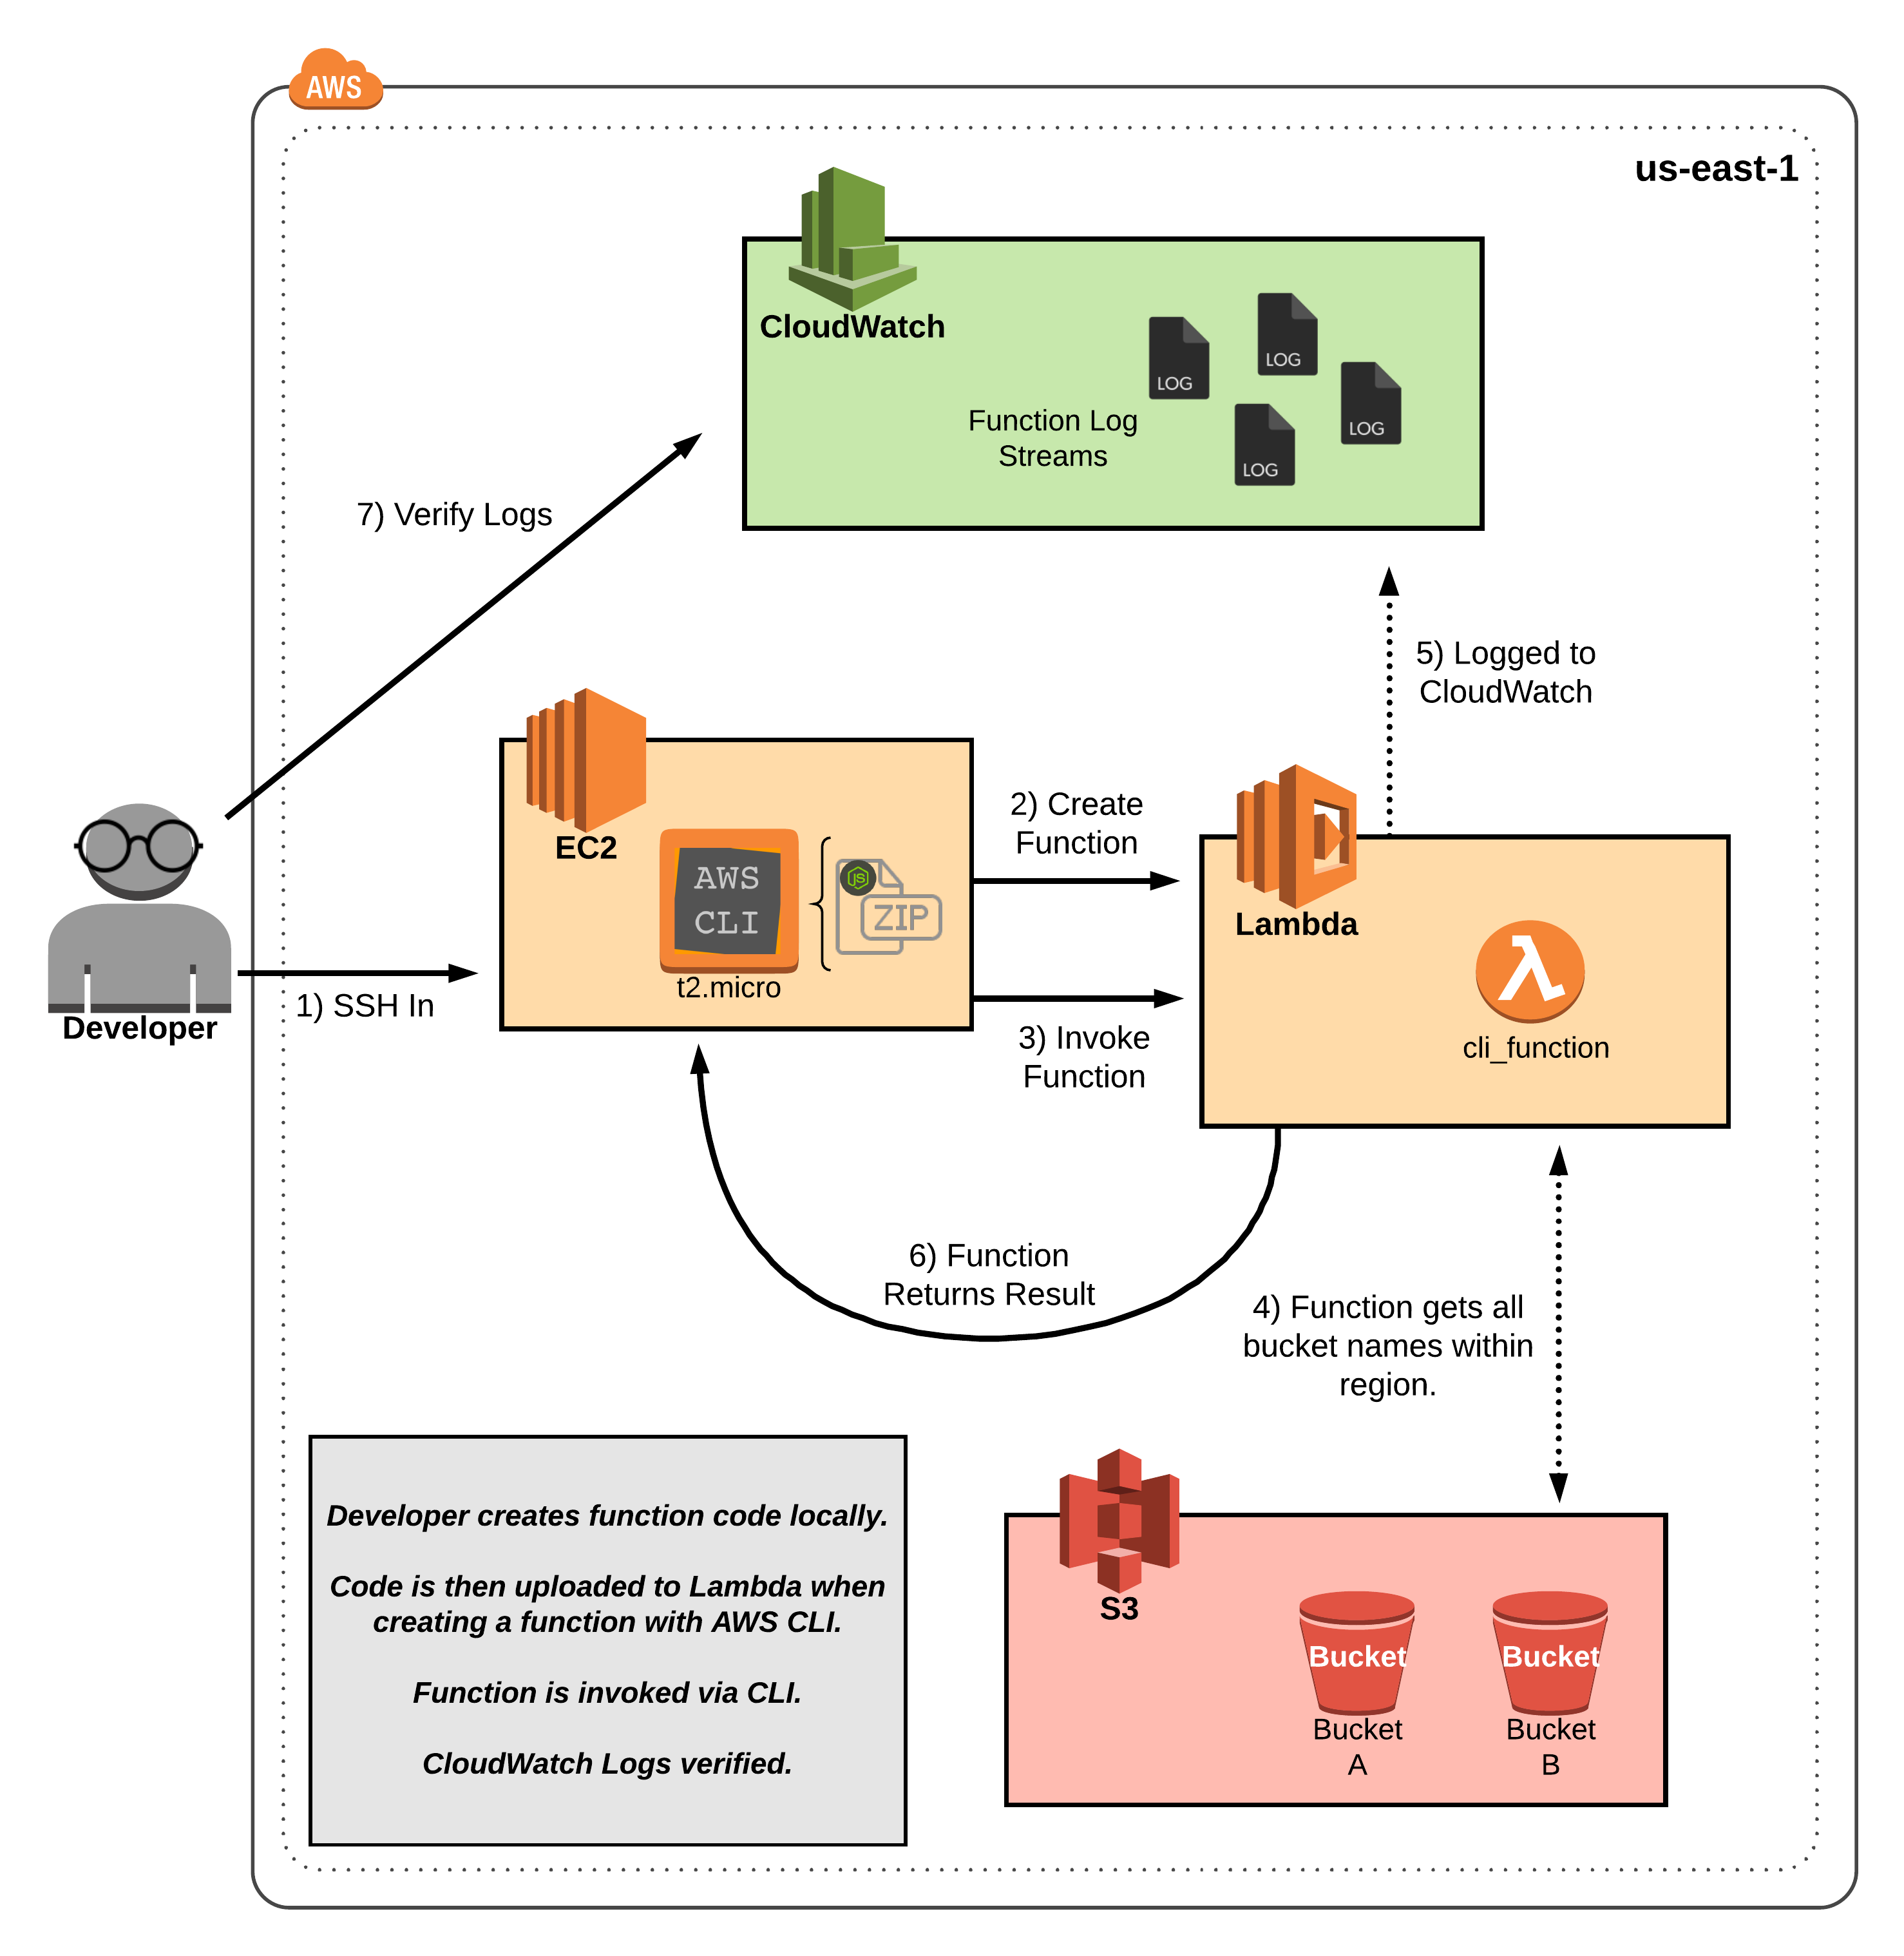 AWS
us-east-1
CloudWatch
LOG
LOG
LOG
LOG
Function Log
Streams
7) Verify Logs
5) Logged to
CloudWatch
EC2
AWS
CLI
JS
ZIP
t2.micro
2) Create
Function
Lambda
cli_function
Developer
1) SSH In
3) Invoke
Function
6) Function
Returns Result
4) Function gets all
bucket names within
region.
Developer creates function code locally.
Code is then uploaded to Lambda when
creating a function with AWS CLI.
Function is invoked via CLI.
CloudWatch Logs verified.
S3
Bucket
Bucket
A
Bucket
Bucket
B